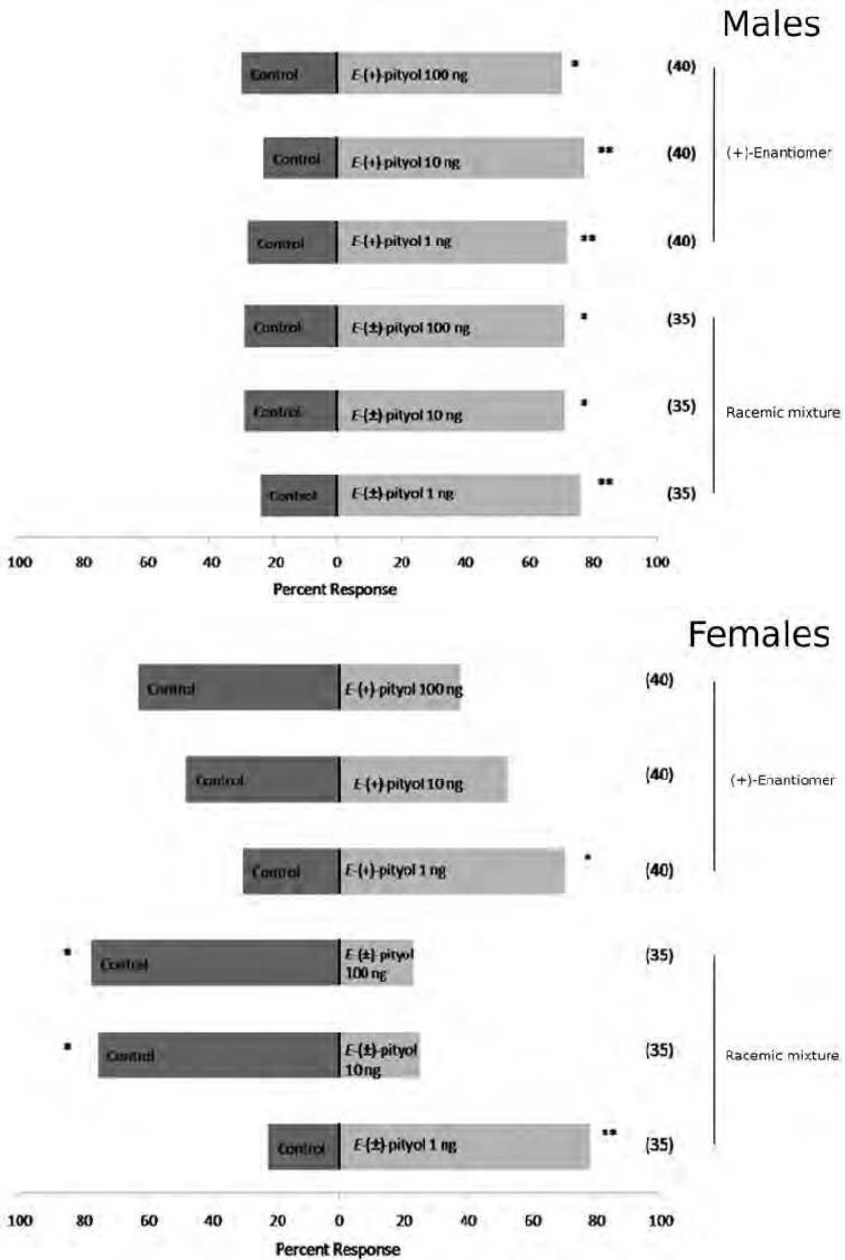 Males
Control E-(+)-pityol 100 ng * (40)
Control E-(+)-pityol 10 ng ** (40) (+)-Enantiomer
Control E-(+)-pityol 1 ng ** (40)
Control E-(±)-pityol 100 ng * (35)
Control E-(±)-pityol 10 ng * (35) Racemic mixture
Control E-(±)-pityol 1 ng ** (35)
100 80 60 40 20 0 20 40 60 80 100
Percent Response
Females
Control E-(+)-pityol 100 ng (40)
Control E-(+)-pityol 10 ng (40) (+)-Enantiomer
Control E-(+)-pityol 1 ng * (40)
* Control E-(±)-pityol (35)
100 ng
* Control E-(±)-pityol (35) Racemic mixture
10 ng
Control E-(±)-pityol 1 ng ** (35)
100 80 60 40 20 0 20 40 60 80 100
Percent Response